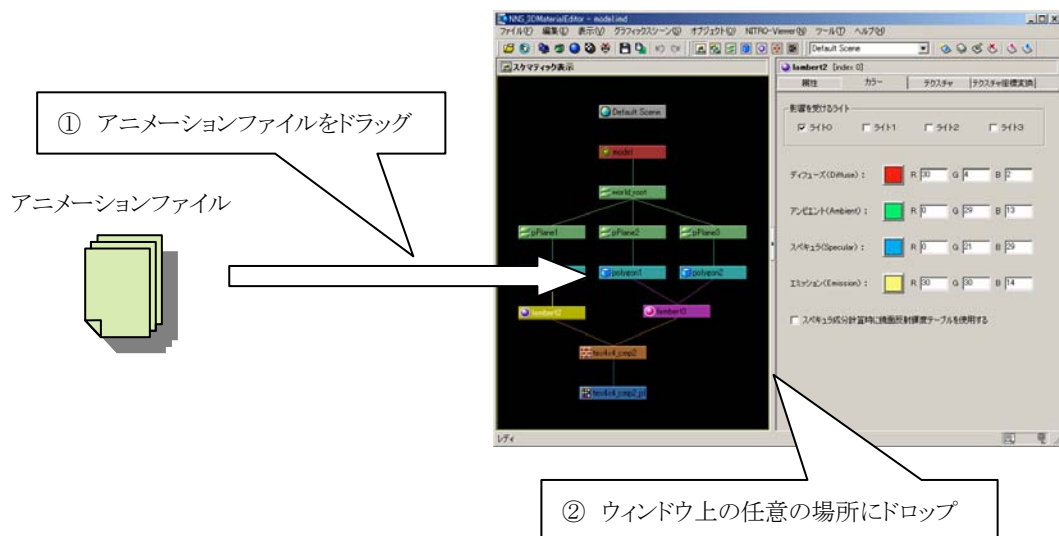 NNS_3DMaterialEditor - model.imd
ファイル(F) 編集(E) 表示(V) グラフィックスシーン(G) オブジェクト(O) NITRO-Viewer(N) ツール(T) ヘルプ(H)
Default Scene
スケマティック表示
lambert2 [index 0]
属性 カラー テクスチャ テクスチャ座標変換
① アニメーションファイルをドラッグ
Default Scene
影響を受けるライト
ライト0 ライト1 ライト2 ライト3
model
ディフューズ(Diffuse) : R 30 G 4 B 2
world_root
アニメーションファイル
アンビエント(Ambient) : R 0 G 29 B 13
pPlane1 pPlane2 pPlane3
スペキュラ(Specular) : R 0 G 21 B 29
polygon1 polygon2
エミッション(Emission) : R 30 G 30 B 14
lambert2 lambert3
スペキュラ成分計算時に鏡面反射輝度テーブルを使用する
tex4x4_cmp2
tex4x4_cmp2_pl
レディ
② ウィンドウ上の任意の場所にドロップ